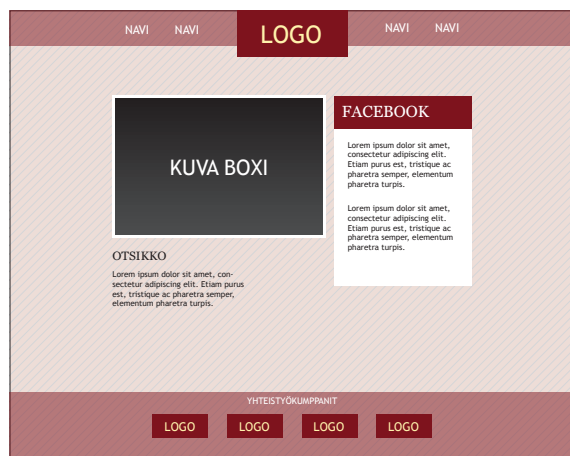 NAVI NAVI LOGO NAVI NAVI
KUVA BOXI
OTSIKKO
Lorem ipsum dolor sit amet, con-
sectetur adipiscing elit. Etiam purus
est, tristique ac pharetra semper,
elementum pharetra turpis.
FACEBOOK
Lorem ipsum dolor sit amet,
consectetur adipiscing elit.
Etiam purus est, tristique ac
pharetra semper, elementum
pharetra turpis.
Lorem ipsum dolor sit amet,
consectetur adipiscing elit.
Etiam purus est, tristique ac
pharetra semper, elementum
pharetra turpis.
YHTEISTYÖKUMPPANIT
LOGO LOGO LOGO LOGO